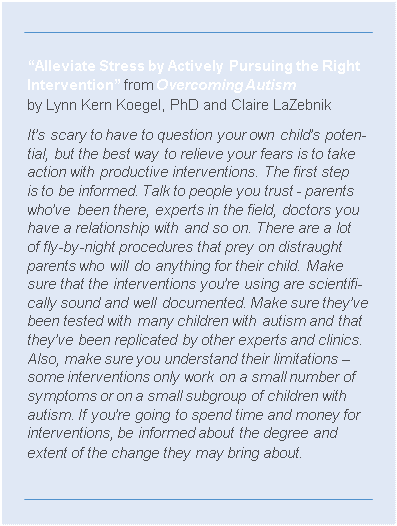 “Alleviate Stress by Actively Pursuing the Right
Intervention” from Overcoming Autism
by Lynn Kern Koegel, PhD and Claire LaZebnik
It’s scary to have to question your own child’s poten-
tial, but the best way to relieve your fears is to take
action with productive interventions. The first step
is to be informed. Talk to people you trust - parents
who’ve been there, experts in the field, doctors you
have a relationship with and so on. There are a lot
of fly-by-night procedures that prey on distraught
parents who will do anything for their child. Make
sure that the interventions you’re using are scientifi-
cally sound and well documented. Make sure they’ve
been tested with many children with autism and that
they’ve been replicated by other experts and clinics.
Also, make sure you understand their limitations –
some interventions only work on a small number of
symptoms or on a small subgroup of children with
autism. If you’re going to spend time and money for
interventions, be informed about the degree and
extent of the change they may bring about.